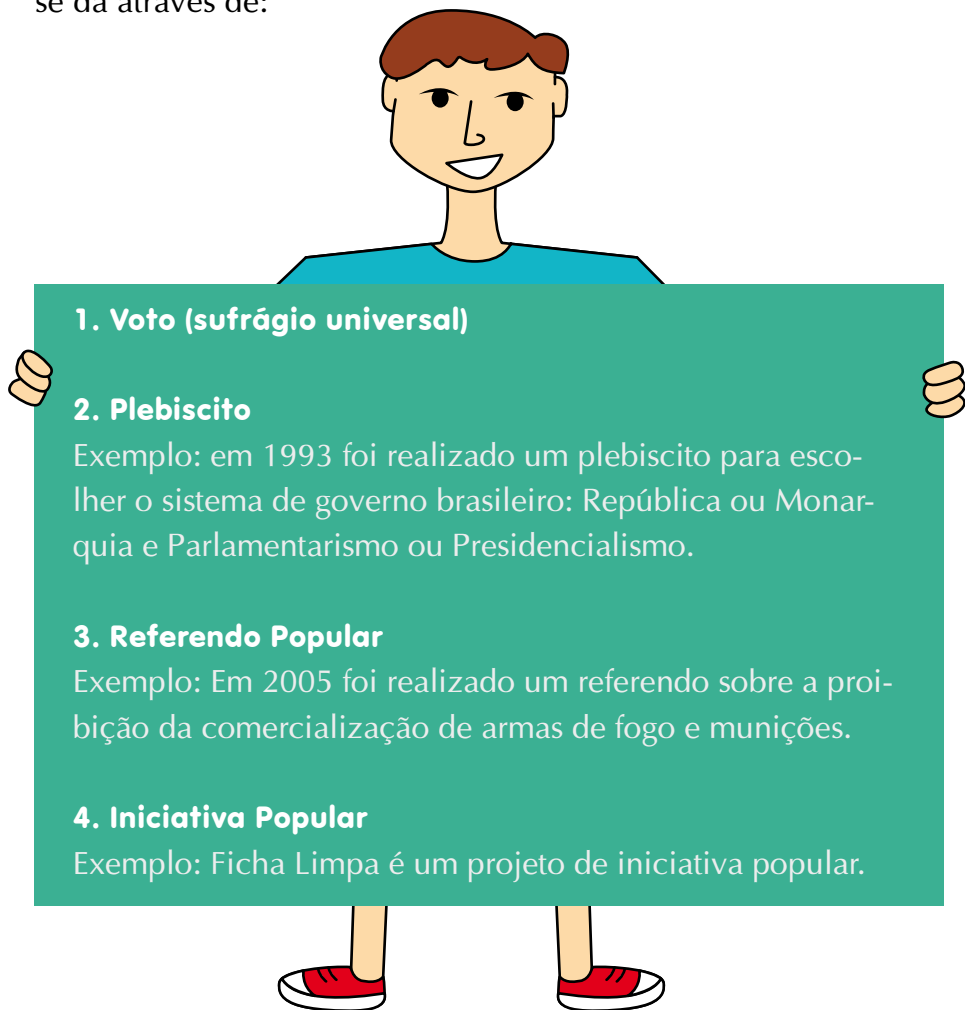 se dá através de:
1. Voto (sufrágio universal)
2. Plebiscito
Exemplo: em 1993 foi realizado um plebiscito para esco-
lher o sistema de governo brasileiro: República ou Monar-
quia e Parlamentarismo ou Presidencialismo.
3. Referendo Popular
Exemplo: Em 2005 foi realizado um referendo sobre a proi-
bição da comercialização de armas de fogo e munições.
4. Iniciativa Popular
Exemplo: Ficha Limpa é um projeto de iniciativa popular.